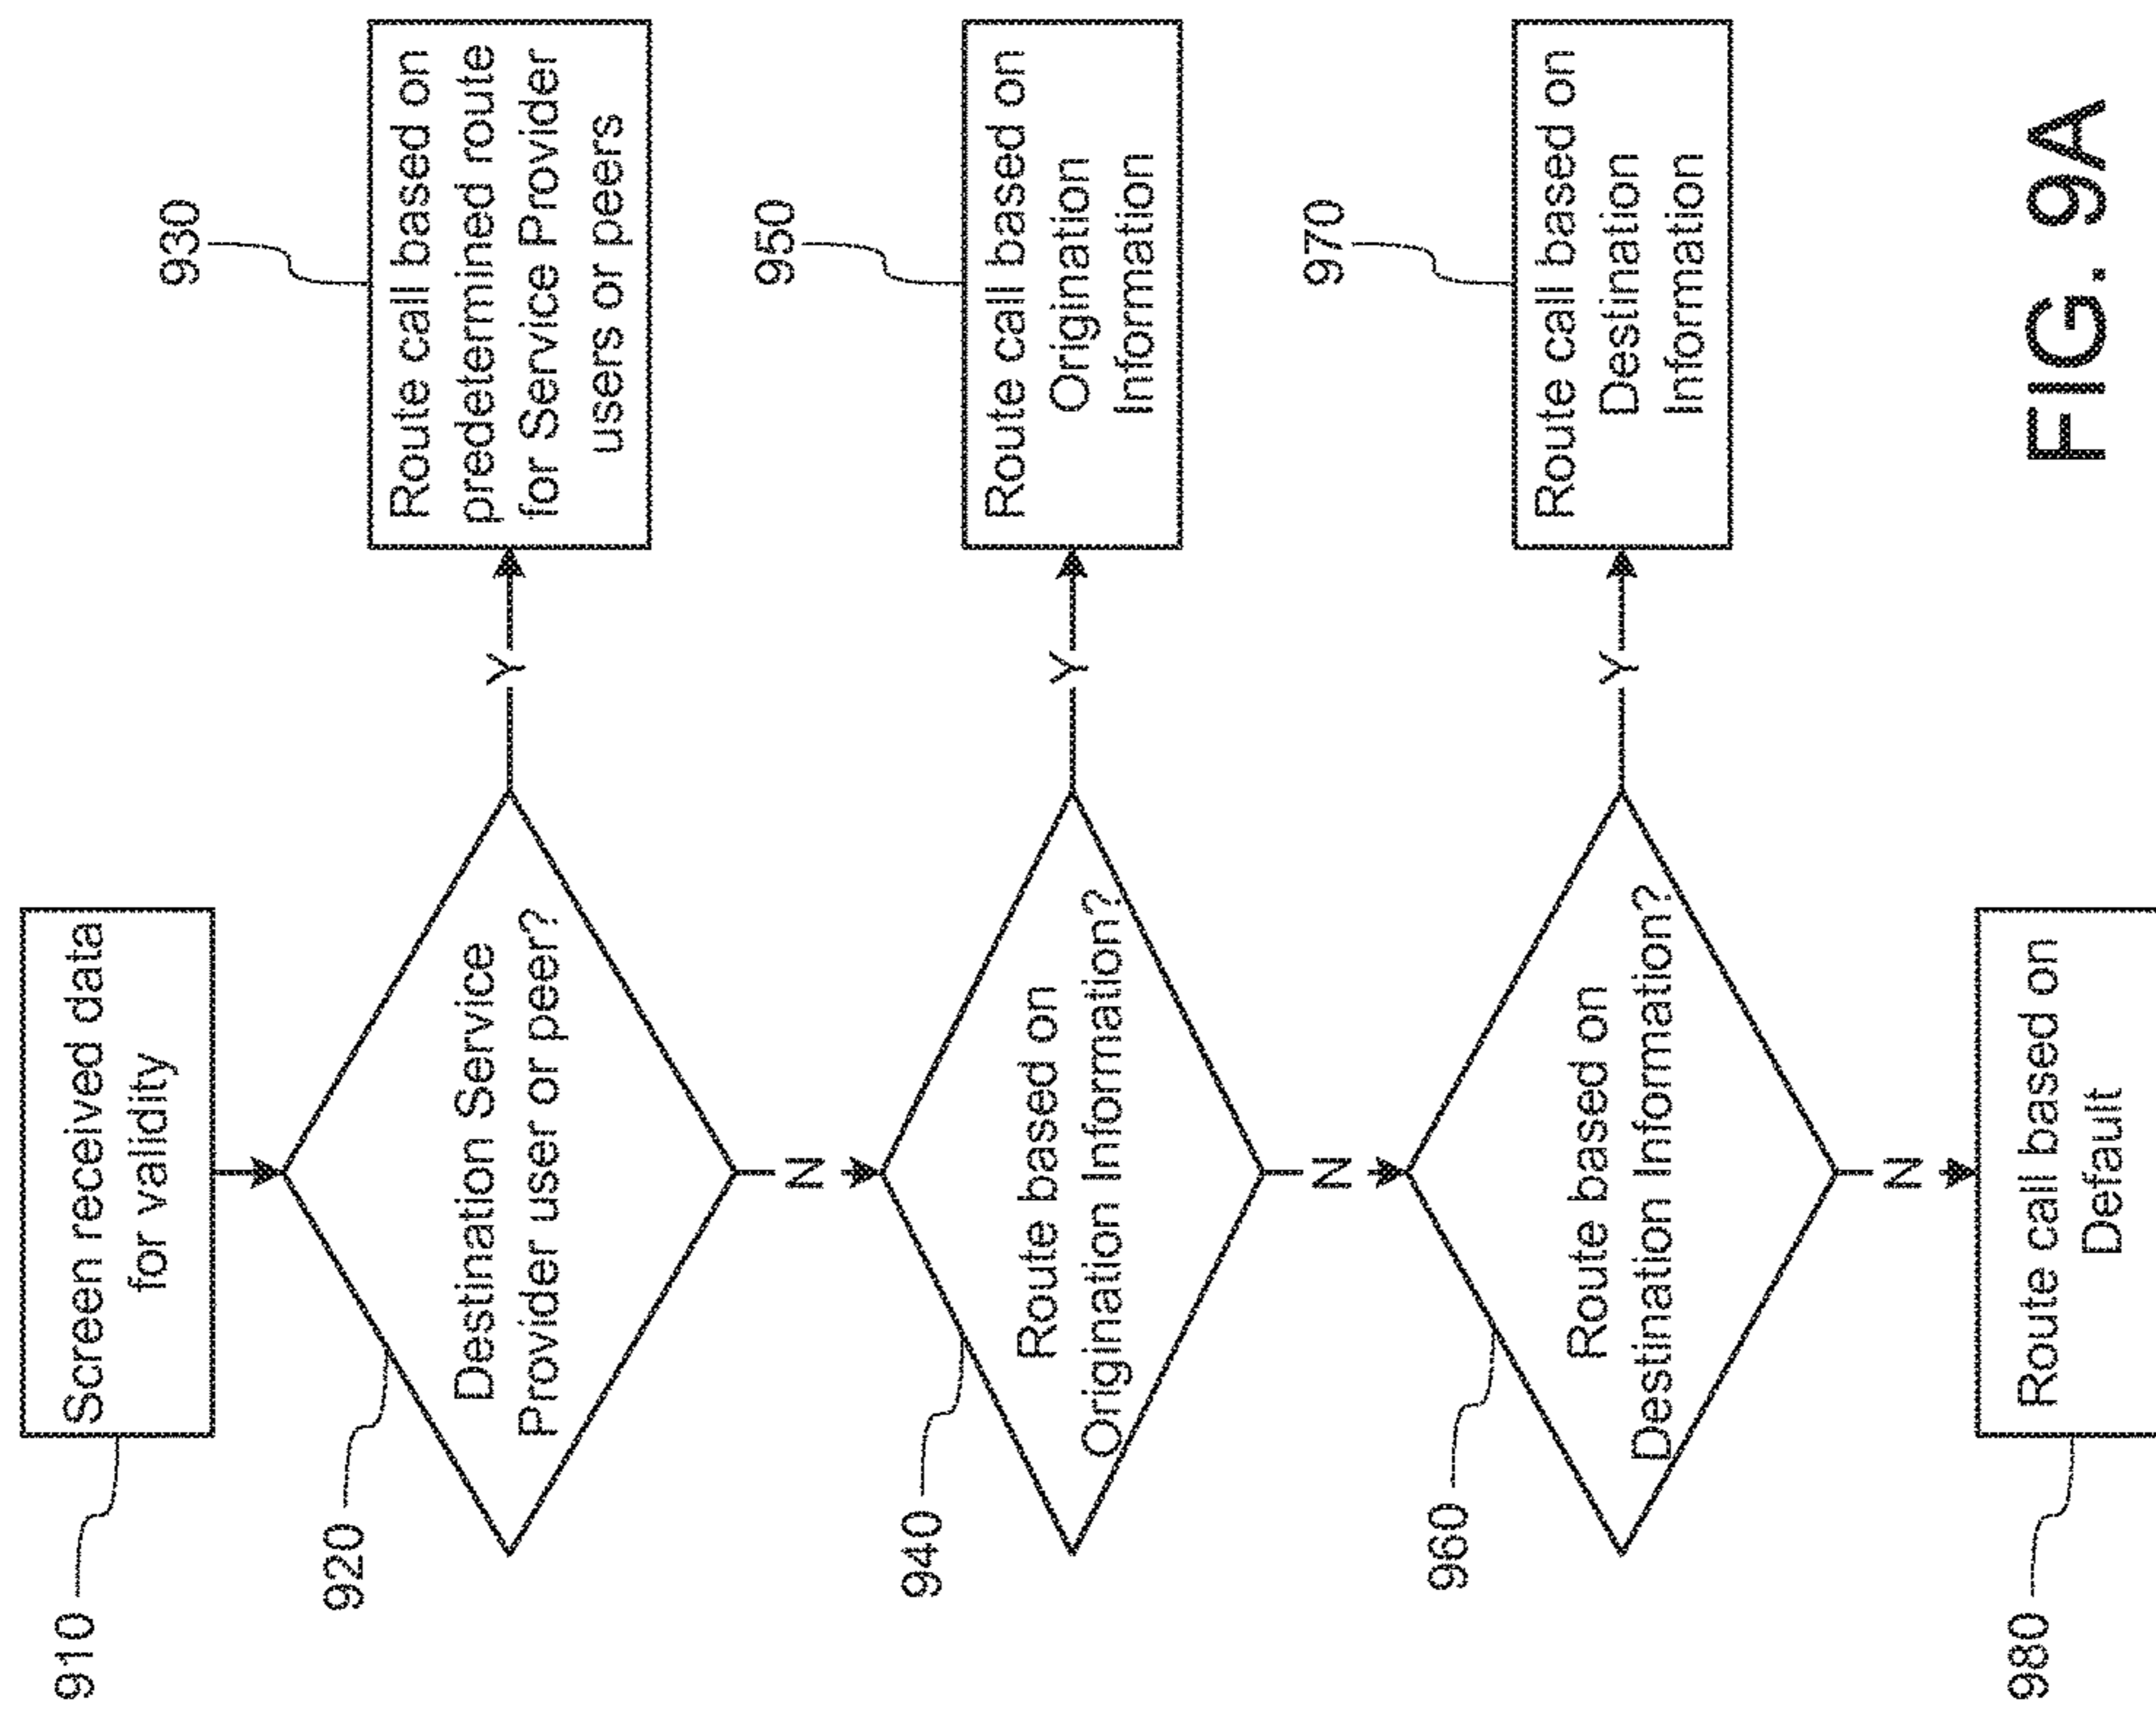 910
Screen received data
for validity
920
Destination Service
Provider user or peer?
Y
930
Route call based on
predetermined route
for Service Provider
users or peers
N
940
Route based on
Origination Information?
Y
950
Route call based on
Origination
Information
N
960
Route based on
Destination Information?
Y
970
Route call based on
Destination
Information
N
980
Route call based on
Default
FIG. 9A